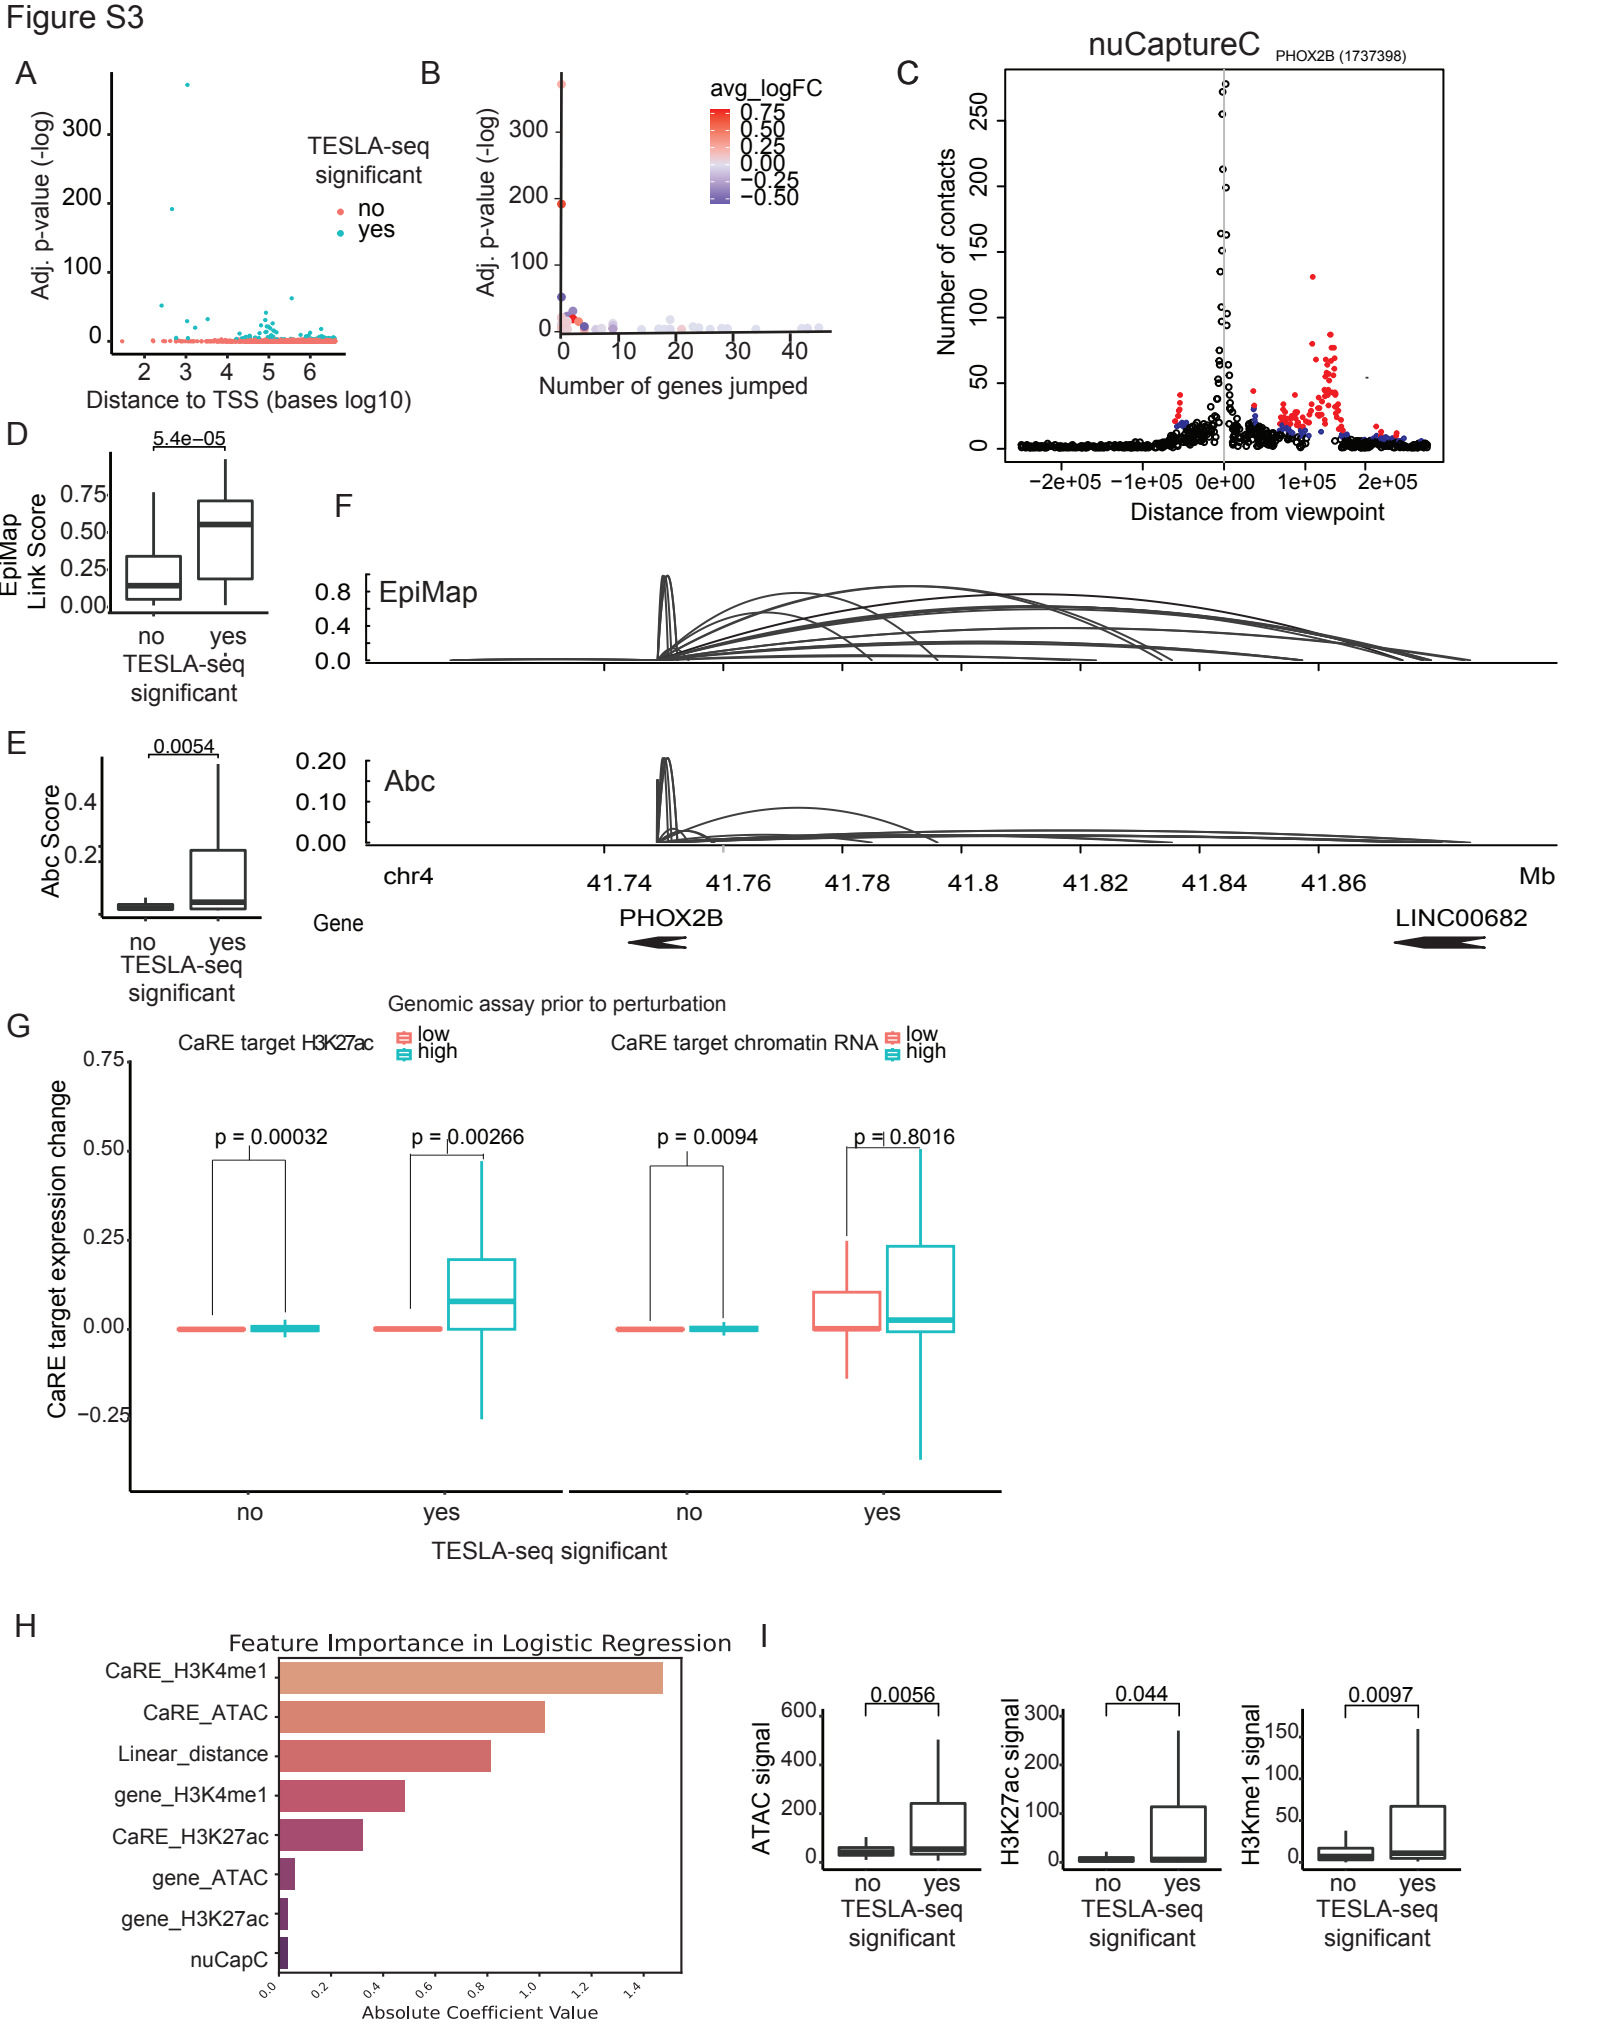 Figure S3
A
Adj. p-value (-log)
300
200
100
0
2 3 4 5 6
Distance to TSS (bases log10)
TESLA-seq
significant
no
yes
B
Adj. p-value (-log)
300
200
100
0
0 10 20 30 40
Number of genes jumped
avg_logFC
0.75
0.50
0.25
0.00
−0.25
−0.50
C
nuCaptureC
PHOX2B (1737398)
Number of contacts
250
200
150
100
50
0
−2e+05 −1e+05 0e+00 1e+05 2e+05
Distance from viewpoint
D
5.4e−05
EpiMap
Link Score
0.75
0.50
0.25
0.00
no yes
TESLA-seq
significant
E
0.0054
Abc Score
0.4
0.2
no yes
TESLA-seq
significant
F
EpiMap
0.8
0.4
0.0
Abc
0.20
0.10
0.00
chr4 41.74 41.76 41.78 41.8 41.82 41.84 41.86 Mb
Gene PHOX2B LINC00682
G
Genomic assay prior to perturbation
CaRE target H3K27ac low
high
CaRE target chromatin RNA low
high
CaRE target expression change
0.75
0.50
0.25
0.00
−0.25
p = 0.00032 p = 0.00266 p = 0.0094 p = 0.8016
no yes no yes
TESLA-seq significant
H
Feature Importance in Logistic Regression
CaRE_H3K4me1
CaRE_ATAC
Linear_distance
gene_H3K4me1
CaRE_H3K27ac
gene_ATAC
gene_H3K27ac
nuCapC
0.0 0.2 0.4 0.6 0.8 1.0 1.2 1.4
Absolute Coefficient Value
I
0.0056
ATAC signal
600
400
200
0
no yes
TESLA-seq
significant
0.044
H3K27ac signal
300
200
100
0
no yes
TESLA-seq
significant
0.0097
H3Kme1 signal
150
100
50
0
no yes
TESLA-seq
significant